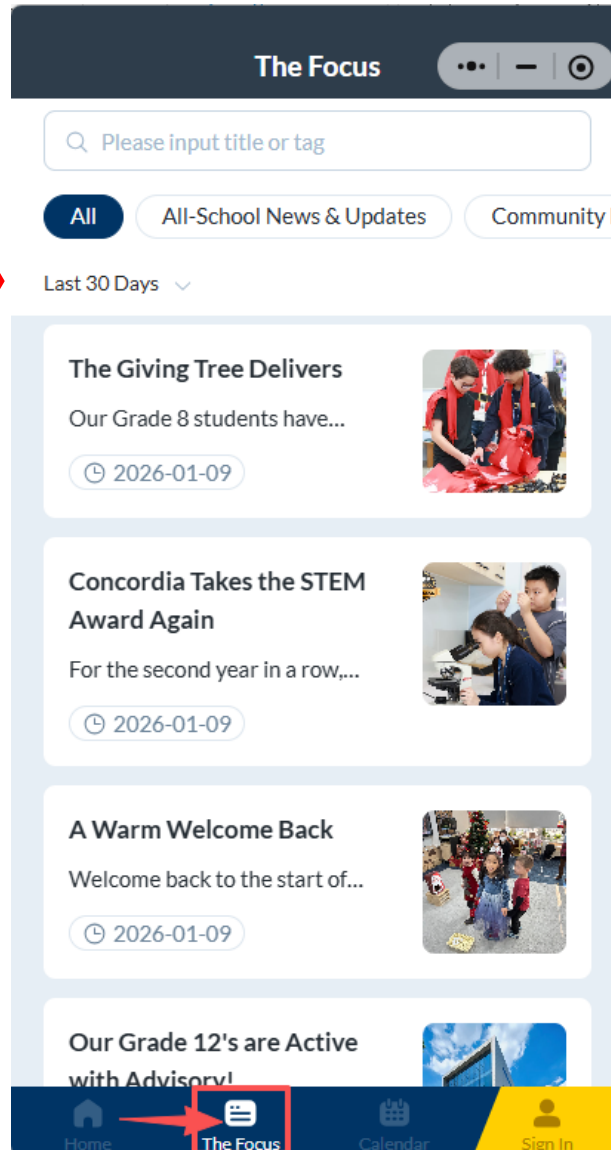 The Focus
Please input title or tag
All
All-School News & Updates
Community
Last 30 Days
The Giving Tree Delivers
Our Grade 8 students have...
2026-01-09
Concordia Takes the STEM
Award Again
For the second year in a row,...
2026-01-09
A Warm Welcome Back
Welcome back to the start of...
2026-01-09
Our Grade 12's are Active
with Advisory!
Home
The Focus
Calendar
Sign In